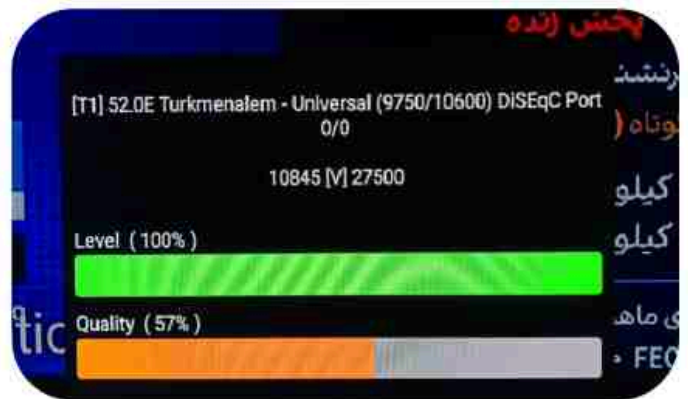 پخش زنده
[T1] 52.0E Turkmenalem - Universal (9750/10600) DiSEqC Port
0/0
10845 [V] 27500
کیلو
Level ( 100% )
کیلو
Quality ( 57% )
tic
FEC